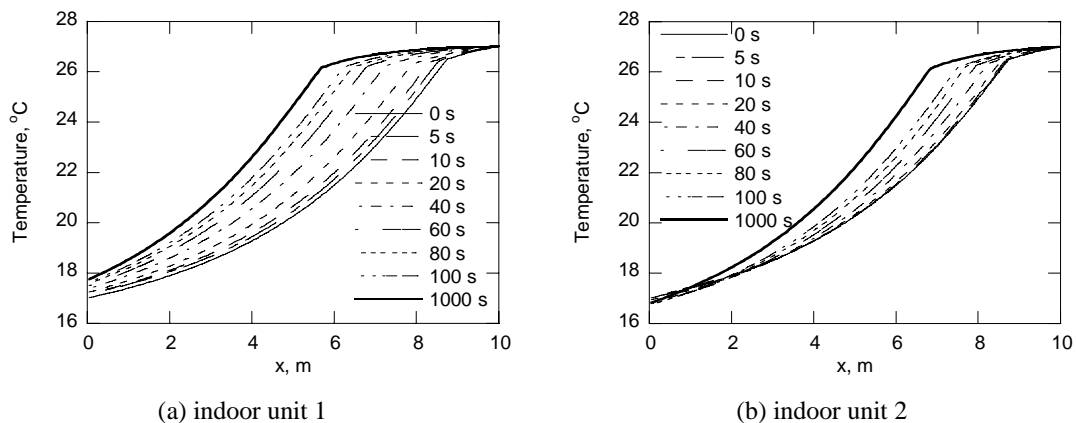 28
26
24
22
20
18
16
Temperature, °C
0 s
5 s
10 s
20 s
40 s
60 s
80 s
100 s
1000 s
0 2 4 6 8 10
x, m
(a) indoor unit 1
28
26
24
22
20
18
16
Temperature, °C
0 s
5 s
10 s
20 s
40 s
60 s
80 s
100 s
1000 s
0 2 4 6 8 10
x, m
(b) indoor unit 2